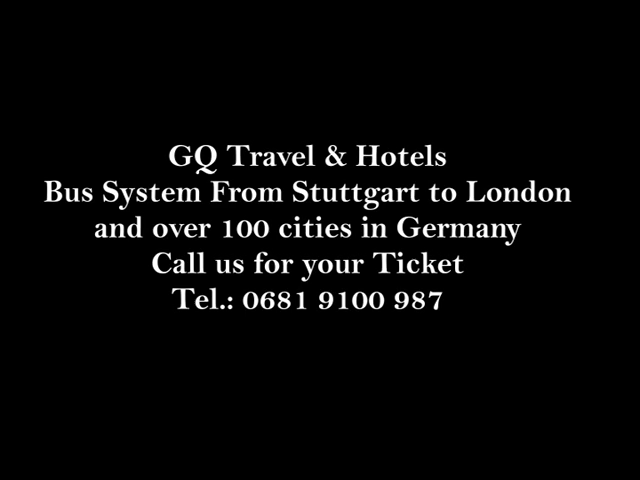 GQ Travel & Hotels
Bus System From Stuttgart to London
and over 100 cities in Germany
Call us for your Ticket
Tel.: 0681 9100 987